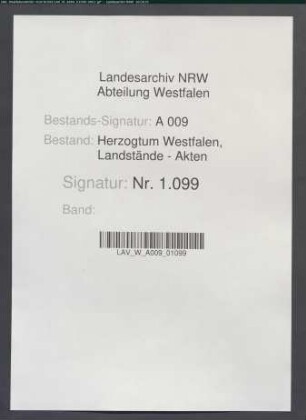 Landesarchiv NRW
Abteilung Westfalen
Bestands-Signatur: A 009
Bestand: Herzogtum Westfalen,
Landstände - Akten
Signatur: Nr. 1.099
Band:
LAV_W_A009_01099